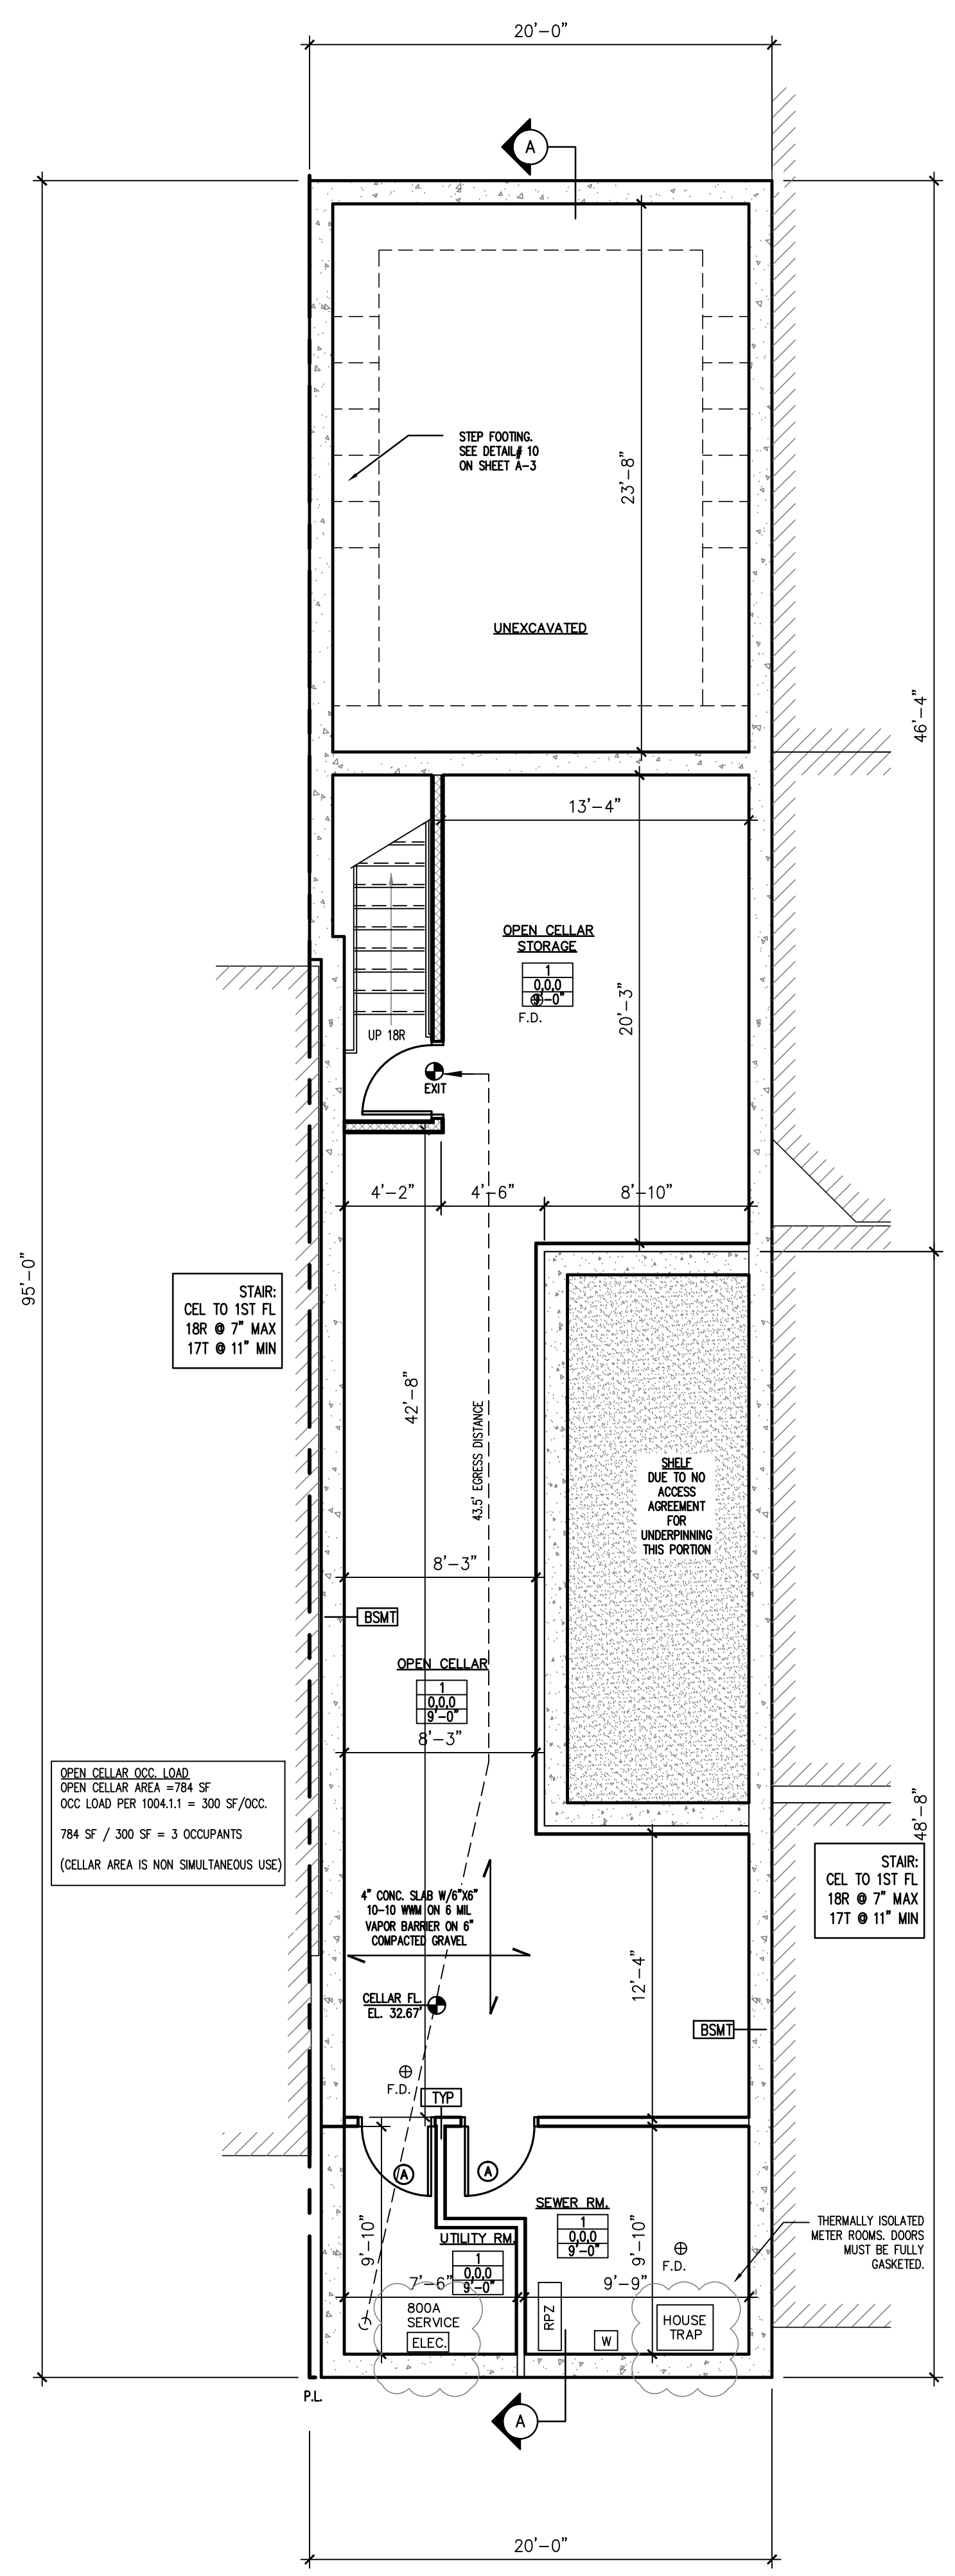 20'-0"
A
STEP FOOTING.
SEE DETAIL# 10
ON SHEET A-3
23'-8"
UNEXCAVATED
46'-4"
13'-4"
OPEN CELLAR
STORAGE
1
0,0,0
9'-0"
F.D.
20'-3"
UP 18R
EXIT
4'-2"
4'-6"
8'-10"
95'-0"
STAIR:
CEL TO 1ST FL
18R @ 7" MAX
17T @ 11" MIN
42'-8"
43.5' EGRESS DISTANCE
SHELF
DUE TO NO
ACCESS
AGREEMENT
FOR
UNDERPINNING
THIS PORTION
8'-3"
BSMT
OPEN CELLAR
1
0,0,0
9'-0"
8'-3"
OPEN CELLAR OCC. LOAD
OPEN CELLAR AREA =784 SF
OCC LOAD PER 1004.1.1 = 300 SF/OCC.
784 SF / 300 SF = 3 OCCUPANTS
(CELLAR AREA IS NON SIMULTANEOUS USE)
48'-8"
STAIR:
CEL TO 1ST FL
18R @ 7" MAX
17T @ 11" MIN
4" CONC. SLAB W/6"X6"
10-10 WWM ON 6 MIL
VAPOR BARRIER ON 6"
COMPACTED GRAVEL
12'-4"
CELLAR FL.
EL. 32.67'
BSMT
F.D.
TYP
A
A
SEWER RM.
1
0,0,0
9'-0"
UTILITY RM.
1
0,0,0
9'-0"
9'-10"
9'-10"
F.D.
THERMALLY ISOLATED
METER ROOMS. DOORS
MUST BE FULLY
GASKETED.
7'-6"
9'-9"
800A
SERVICE
ELEC.
RPZ
W
HOUSE
TRAP
P.L.
A
20'-0"